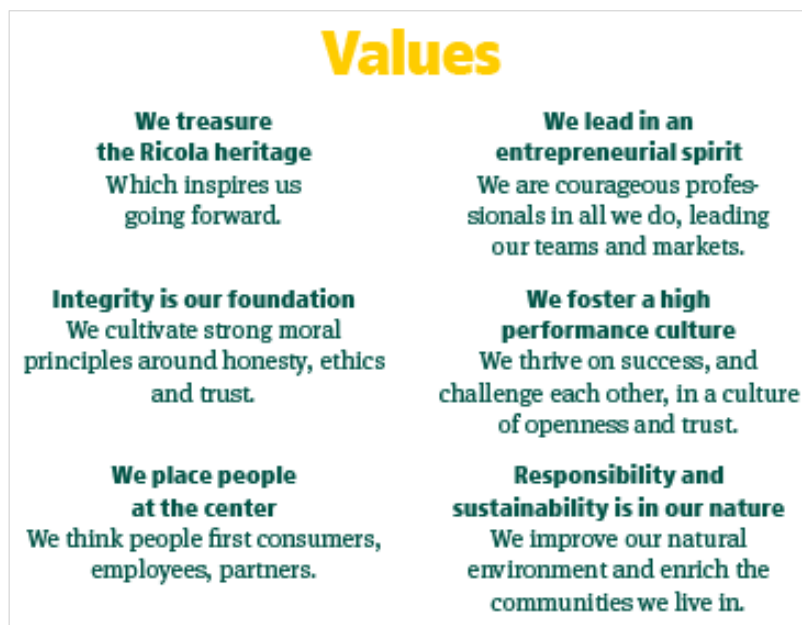 Values
We treasure
the Ricola heritage
Which inspires us
going forward.
We lead in an
entrepreneurial spirit
We are courageous profes-
sionals in all we do, leading
our teams and markets.
Integrity is our foundation
We cultivate strong moral
principles around honesty, ethics
and trust.
We foster a high
performance culture
We thrive on success, and
challenge each other, in a culture
of openness and trust.
We place people
at the center
We think people first consumers,
employees, partners.
Responsibility and
sustainability is in our nature
We improve our natural
environment and enrich the
communities we live in.